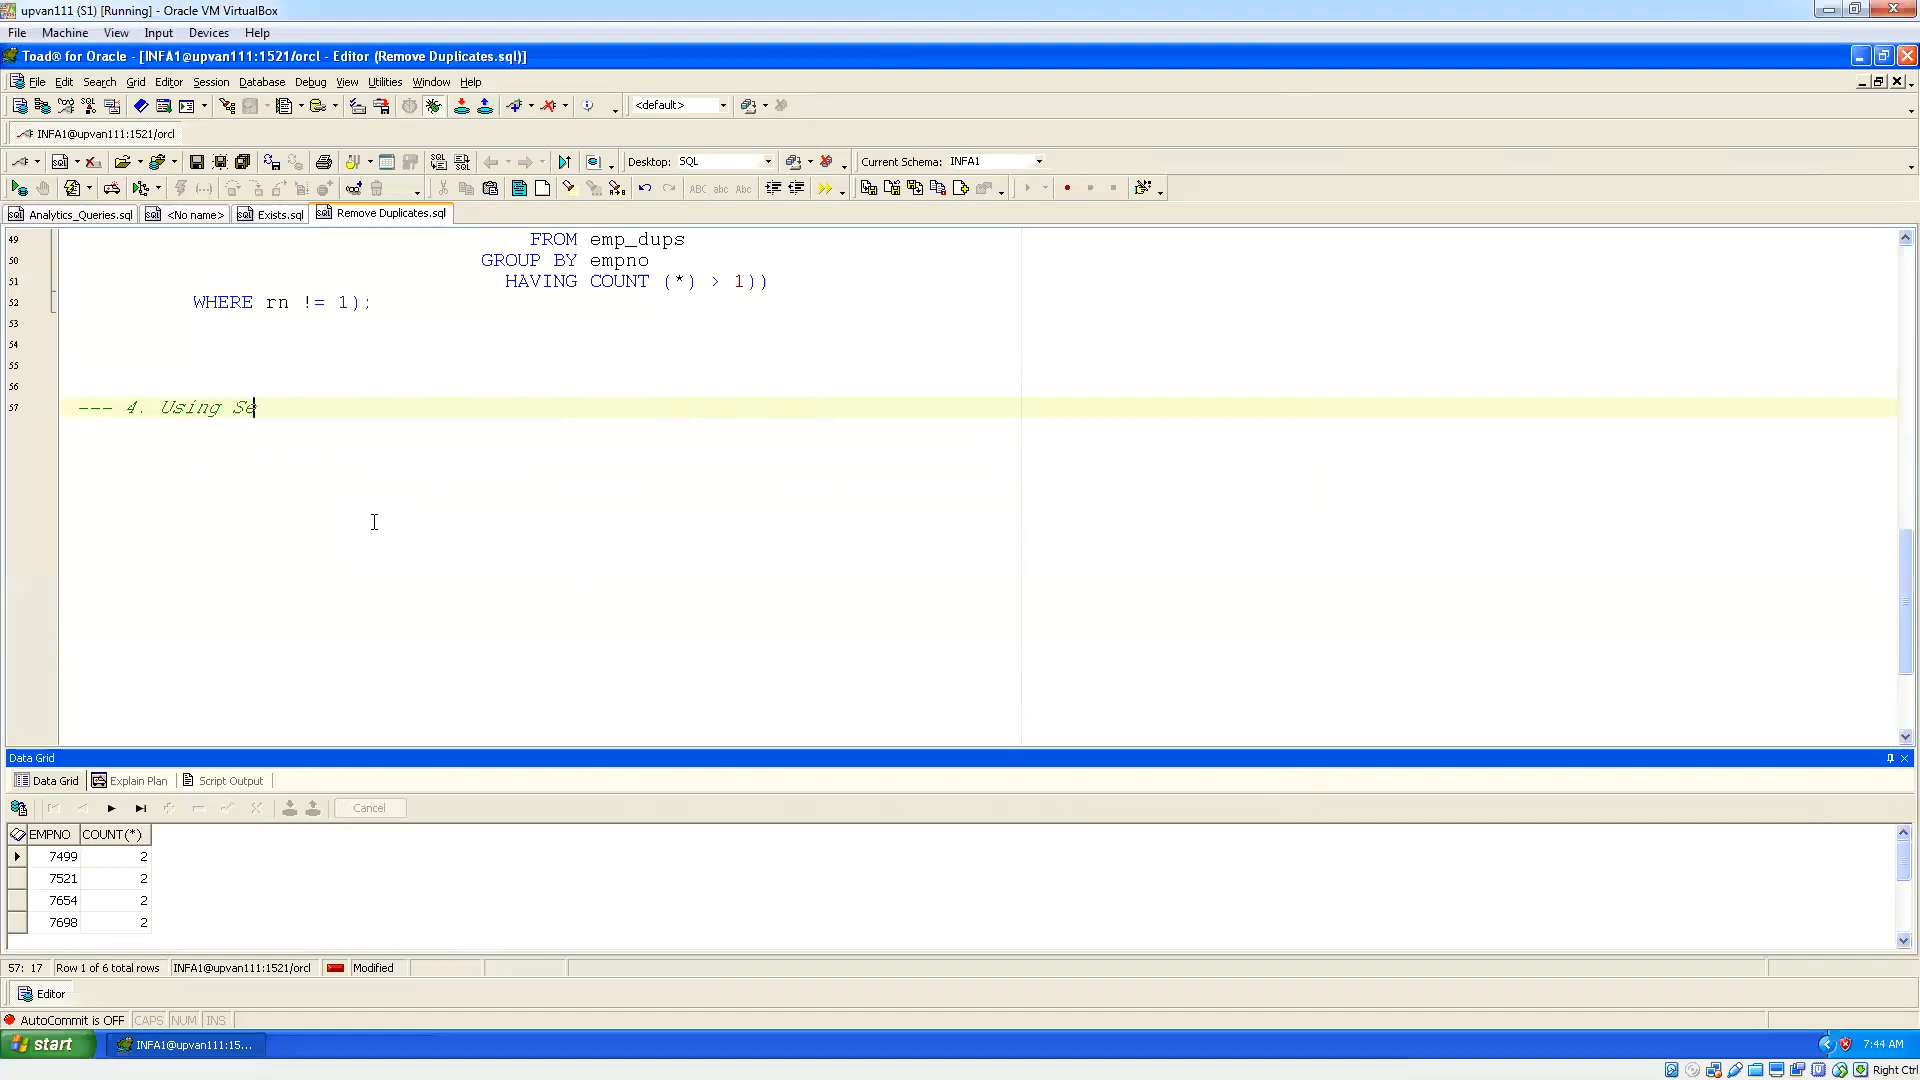 upvan111 (S1) [Running] - Oracle VM VirtualBox
File Machine View Input Devices Help
Toad® for Oracle - [INFA1@upvan111:1521/orcl - Editor (Remove Duplicates.sql)]
File Edit Search Grid Editor Session Database Debug View Utilities Window Help
<default>
INFA1@upvan111:1521/orcl
Desktop: SQL Current Schema: INFA1
Analytics_Queries.sql <No name> Exists.sql Remove Duplicates.sql
49 FROM emp_dups
50 GROUP BY empno
51 HAVING COUNT (*) > 1))
52 WHERE rn != 1);
53
54
55
56
57 --- 4. Using Se
Data Grid
Data Grid Explain Plan Script Output
Cancel
EMPNO COUNT(*)
7499 2
7521 2
7654 2
7698 2
57: 17 Row 1 of 6 total rows INFA1@upvan111:1521/orcl Modified
Editor
AutoCommit is OFF CAPS NUM INS
start INFA1@upvan111:15... 7:44 AM
Right Ctrl